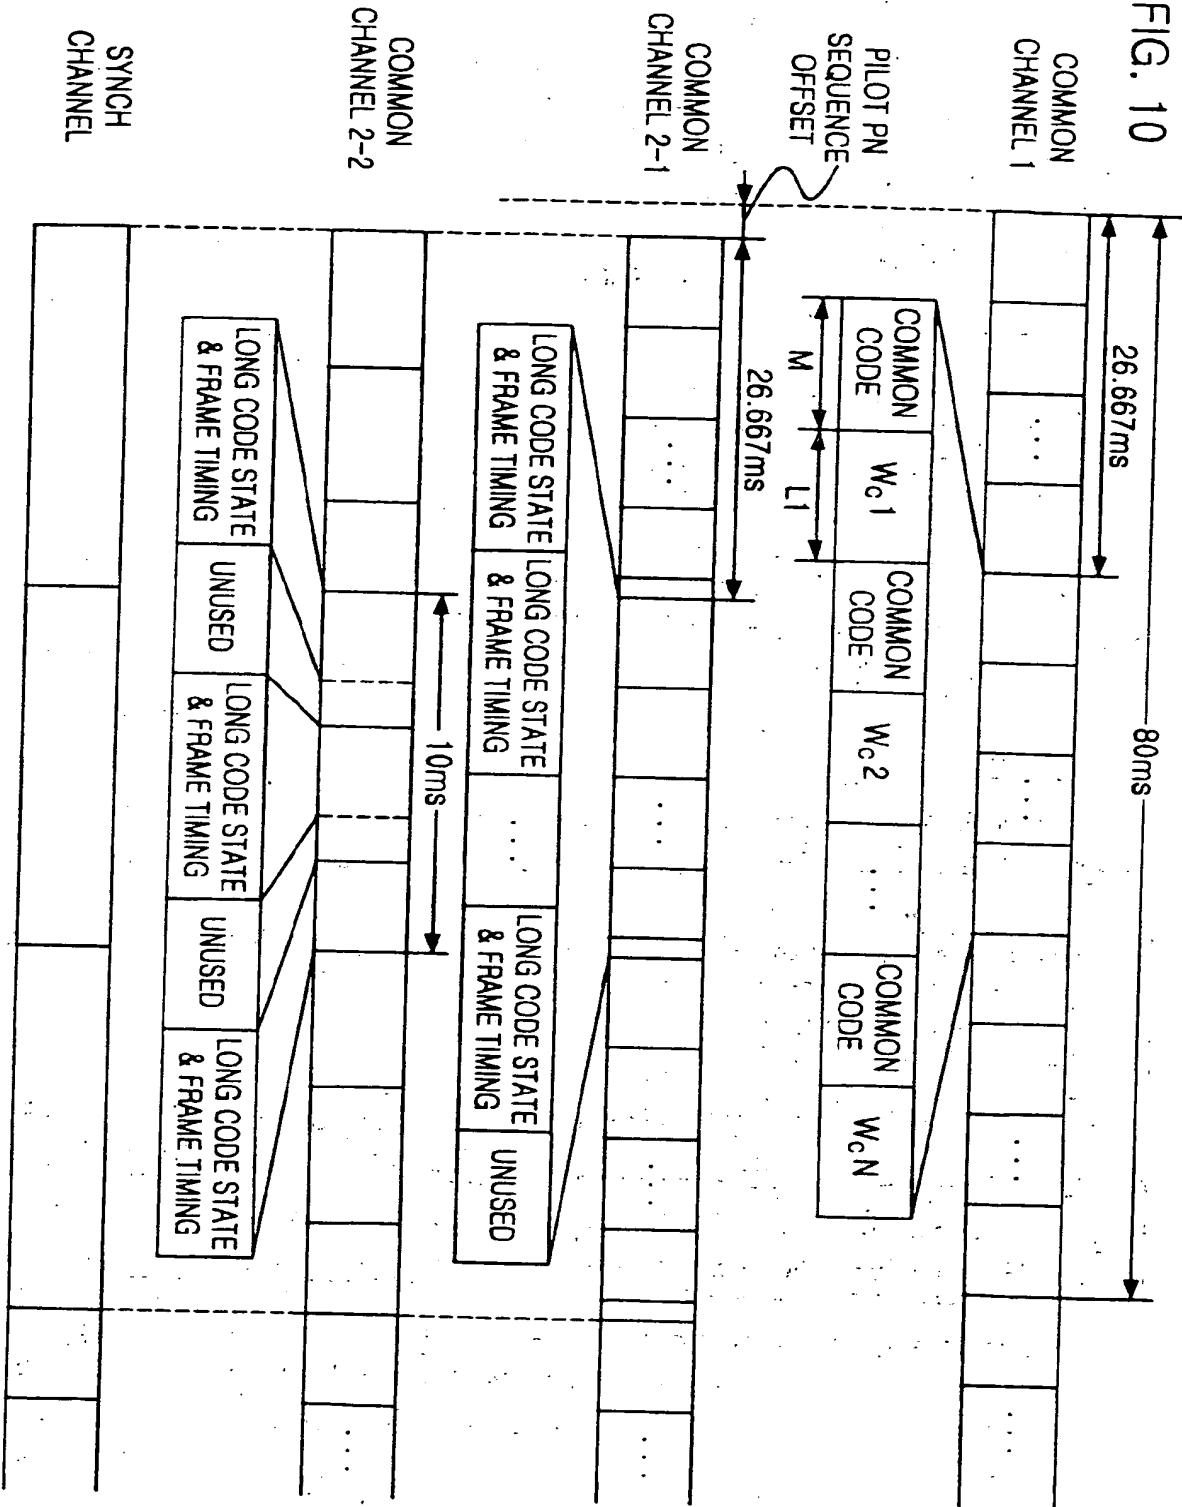 FIG. 10
80ms
26.667ms
COMMON
CHANNEL 1
...
...
...
...
COMMON
CODE
Wc1
COMMON
CODE
Wc2
...
COMMON
CODE
WcN
M
L1
PILOT PN
SEQUENCE
OFFSET
26.667ms
COMMON
CHANNEL 2-1
...
...
...
...
LONG CODE STATE
& FRAME TIMING
LONG CODE STATE
& FRAME TIMING
...
LONG CODE STATE
& FRAME TIMING
UNUSED
10ms
COMMON
CHANNEL 2-2
...
LONG CODE STATE
& FRAME TIMING
UNUSED
LONG CODE STATE
& FRAME TIMING
UNUSED
LONG CODE STATE
& FRAME TIMING
SYNCH
CHANNEL